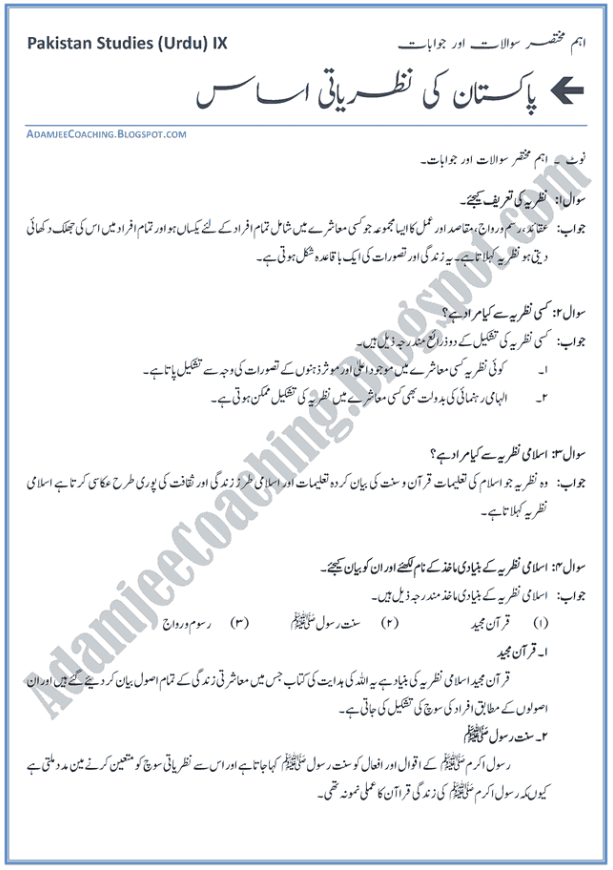 Pakistan Studies (Urdu) IX
اہم مختصر سوالات اور جوابات
پاکستان کی نظریاتی اساس
AdamjeeCoaching.Blogspot.com
نوٹ ۔ اہم مختصر سوالات اور جوابات۔
سوال۱: نظریہ کی تعریف کیجئے۔
جواب: عقائد، رسم و رواج، مقاصد اور عمل کا ایسا مجموعہ جو کسی معاشرے میں شامل تمام افراد کے لئے یکساں ہو اور تمام افراد میں اس کی جھلک دکھائی
دیتی ہو نظریہ کہلاتا ہے۔ یہ زندگی اور تصورات کی ایک باقاعدہ شکل ہوتی ہے۔
سوال۲: کسی نظریہ سے کیا مراد ہے؟
جواب: کسی نظریہ کی تشکیل کے دو ذرائع مندرجہ ذیل ہیں۔
۱۔ کوئی نظریہ کسی معاشرے میں موجود اعلیٰ اور موثر ذہنوں کے تصورات کی وجہ سے تشکیل پاتا ہے۔
۲۔ الہامی رہنمائی کی بدولت بھی کسی معاشرے میں نظریہ کی تشکیل ممکن ہوتی ہے۔
سوال۳: اسلامی نظریہ سے کیا مراد ہے؟
جواب: وہ نظریہ جو اسلام کی تعلیمات قرآن و سنت کی بیان کردہ تعلیمات اور اسلامی طرز زندگی اور ثقافت کی پوری طرح عکاسی کرتا ہے اسلامی
نظریہ کہلاتا ہے۔
سوال۴: اسلامی نظریہ کے بنیادی ماخذ کے نام لکھئے اور ان کو بیان کیجئے۔
جواب: اسلامی نظریہ کے بنیادی ماخذ مندرجہ ذیل ہیں۔
(۱) قرآن مجید (۲) سنت رسول ﷺ (۳) رسوم و رواج
۱۔ قرآن مجید
قرآن مجید اسلامی نظریہ کی بنیاد ہے یہ اللہ کی ہدایت کی کتاب جس میں معاشرتی زندگی کے تمام اصول بیان کر دیئے گئے ہیں اور ان
اصولوں کے مطابق افراد کی سوچ کی تشکیل کی جاتی ہے۔
۲۔ سنت رسول ﷺ
رسول اکرم ﷺ کے اقوال اور افعال کو سنت رسول ﷺ کہا جاتا ہے اور اس سے نظریاتی سوچ کو متعین کرنے مین مدد ملتی ہے
کیوں کہ رسول اکرم ﷺ کی زندگی قرا آن کا عملی نمونہ تھی۔
AdamjeeCoaching.Blogspot.com